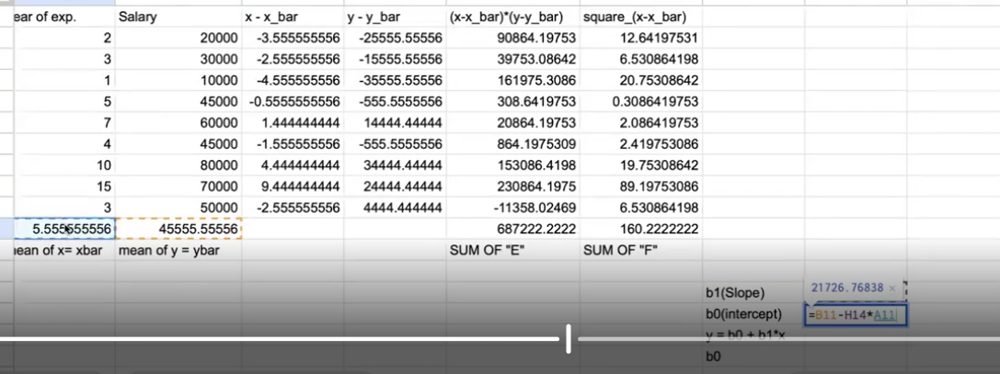 ear of exp. Salary x - x_bar y - y_bar (x-x_bar)*(y-y_bar) square_(x-x_bar)
2 20000 -3.555555556 -25555.55556 90864.19753 12.64197531
3 30000 -2.555555556 -15555.55556 39753.08642 6.530864198
1 10000 -4.555555556 -35555.55556 161975.3086 20.75308642
5 45000 -0.5555555556 -555.5555556 308.6419753 0.3086419753
7 60000 1.444444444 14444.44444 20864.19753 2.086419753
4 45000 -1.555555556 -555.5555556 864.1975309 2.419753086
10 80000 4.444444444 34444.44444 153086.4198 19.75308642
15 70000 9.444444444 24444.44444 230864.1975 89.19753086
3 50000 -2.555555556 4444.444444 -11358.02469 6.530864198
5.555555556 45555.55556 687222.2222 160.2222222
ean of x= xbar mean of y = ybar SUM OF "E" SUM OF "F"
21726.76838 ×
b1(Slope)
b0(intercept) =B11-H14*A11
y = b0 + b1*x
b0